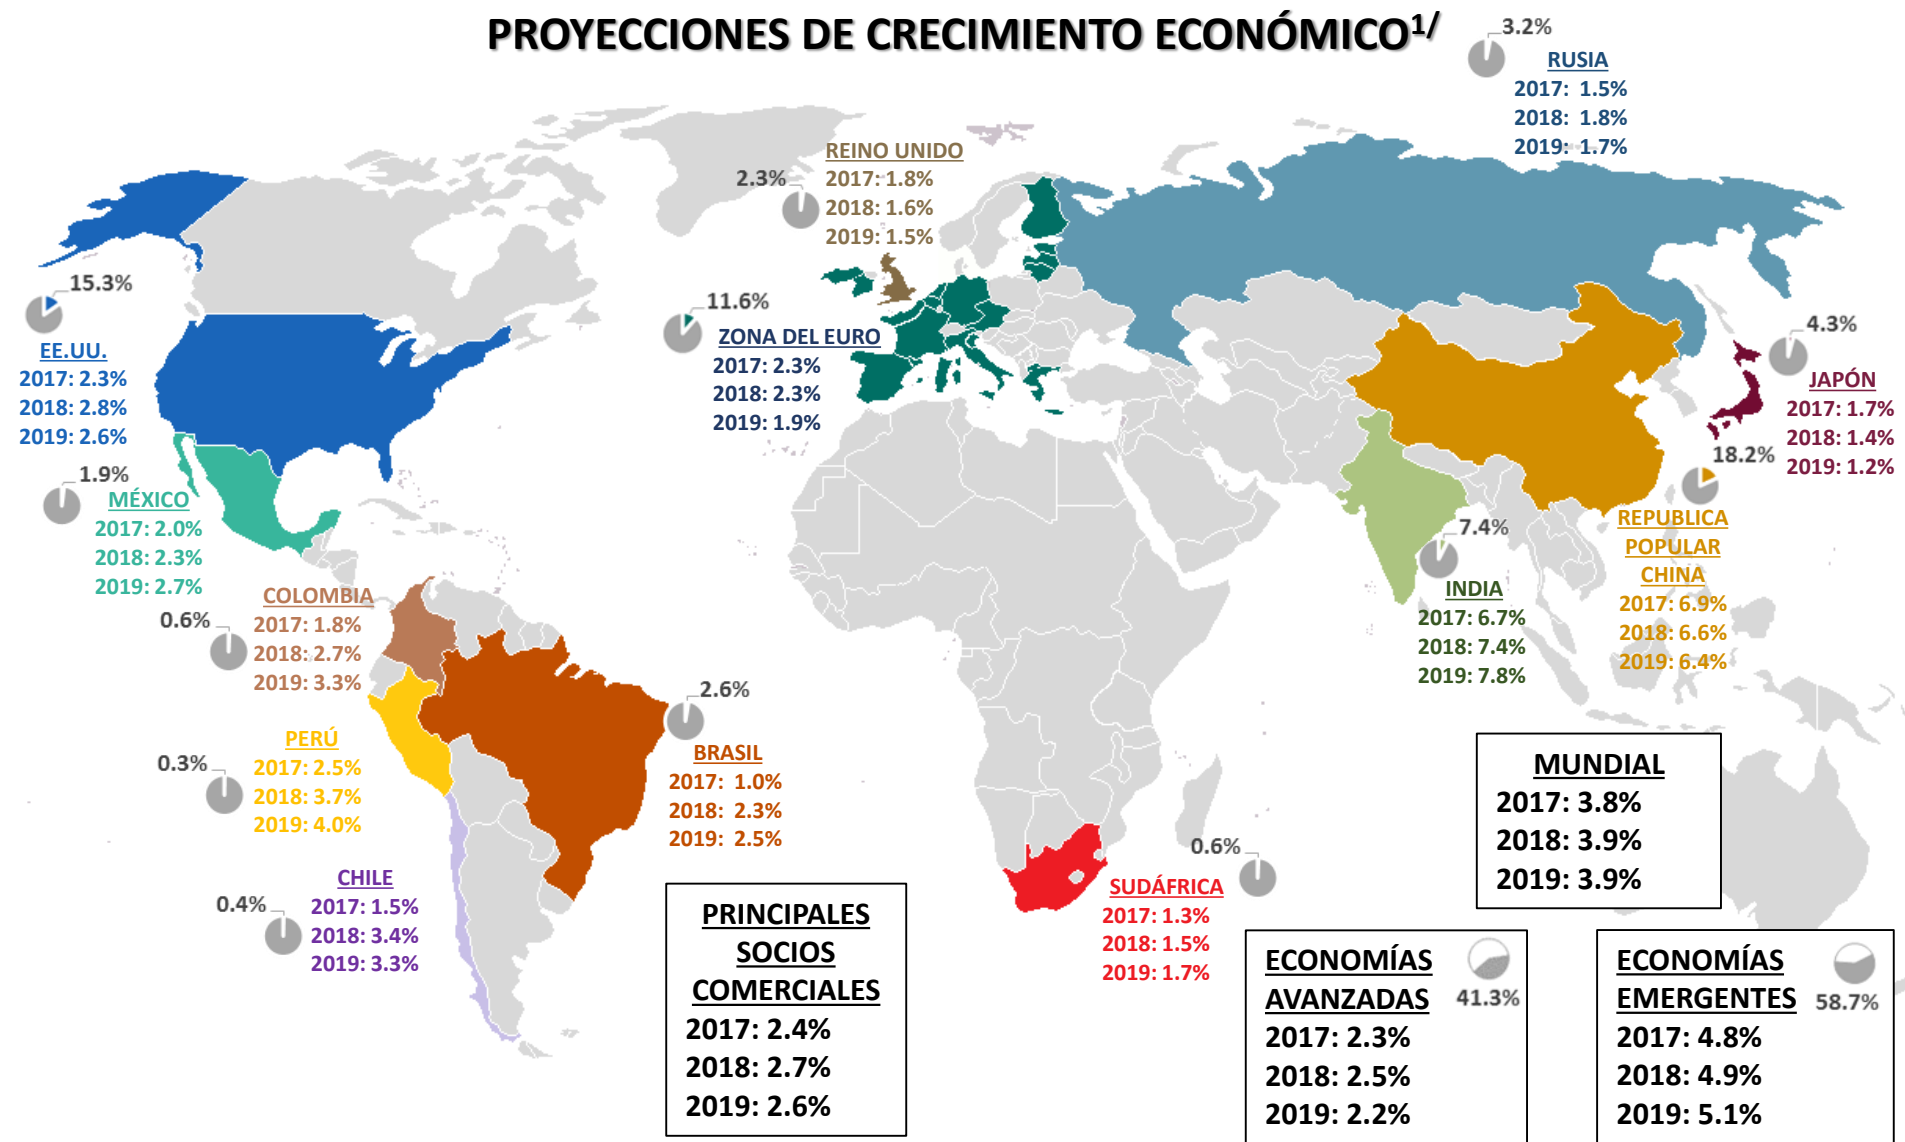 PROYECCIONES DE CRECIMIENTO ECONÓMICO1/
3.2%
RUSIA
2017: 1.5%
2018: 1.8%
2019: 1.7%
REINO UNIDO
2.3%
2017: 1.8%
2018: 1.6%
2019: 1.5%
15.3%
EE.UU.
2017: 2.3%
2018: 2.8%
2019: 2.6%
11.6%
ZONA DEL EURO
2017: 2.3%
2018: 2.3%
2019: 1.9%
4.3%
JAPÓN
2017: 1.7%
2018: 1.4%
2019: 1.2%
1.9%
MÉXICO
2017: 2.0%
2018: 2.3%
2019: 2.7%
18.2%
REPUBLICA
POPULAR
CHINA
2017: 6.9%
2018: 6.6%
2019: 6.4%
7.4%
INDIA
2017: 6.7%
2018: 7.4%
2019: 7.8%
COLOMBIA
0.6%
2017: 1.8%
2018: 2.7%
2019: 3.3%
2.6%
BRASIL
2017: 1.0%
2018: 2.3%
2019: 2.5%
PERÚ
0.3%
2017: 2.5%
2018: 3.7%
2019: 4.0%
MUNDIAL
2017: 3.8%
2018: 3.9%
2019: 3.9%
0.6%
SUDÁFRICA
2017: 1.3%
2018: 1.5%
2019: 1.7%
CHILE
0.4%
2017: 1.5%
2018: 3.4%
2019: 3.3%
PRINCIPALES
SOCIOS
COMERCIALES
2017: 2.4%
2018: 2.7%
2019: 2.6%
ECONOMÍAS
AVANZADAS
41.3%
2017: 2.3%
2018: 2.5%
2019: 2.2%
ECONOMÍAS
EMERGENTES
58.7%
2017: 4.8%
2018: 4.9%
2019: 5.1%